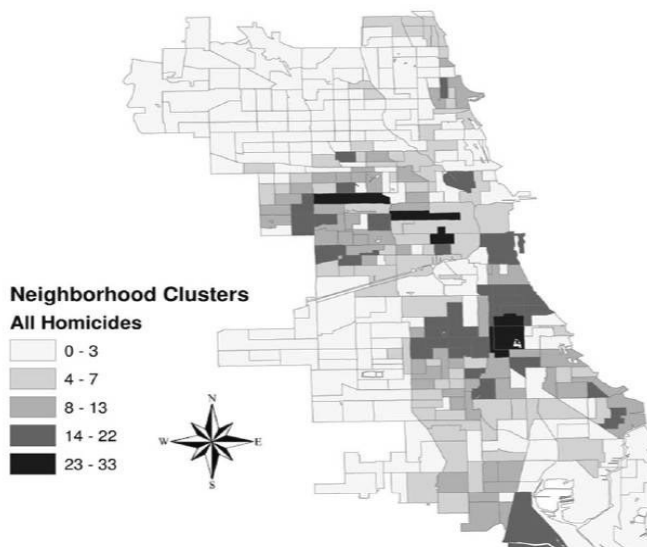 Neighborhood Clusters
All Homicides
0 - 3
4 - 7
8 - 13
14 - 22
23 - 33
N
W
E
S